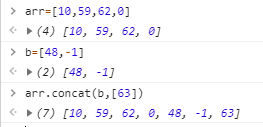 > arr=[10,59,62,0]
< ▶ (4) [10, 59, 62, 0]
> b=[48,-1]
< ▶ (2) [48, -1]
> arr.concat(b,[63])
< ▶ (7) [10, 59, 62, 0, 48, -1, 63]